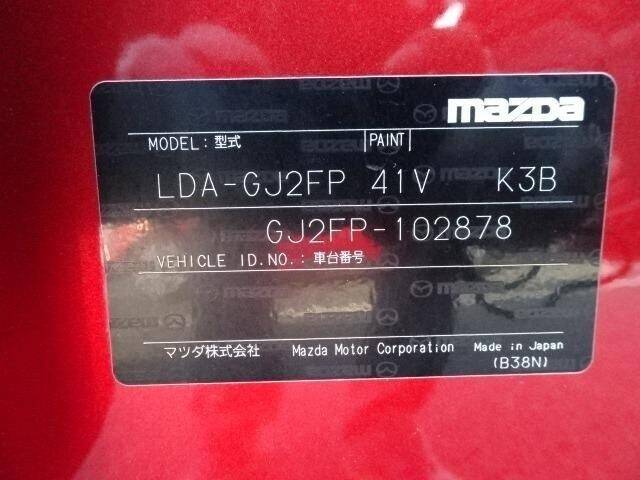 mazda
MODEL:型式 PAINT
LDA-GJ2FP 41V K3B
GJ2FP-102878
VEHICLE ID.NO.:車台番号
マツダ株式会社 Mazda Motor Corporation Made in Japan
(B38N)